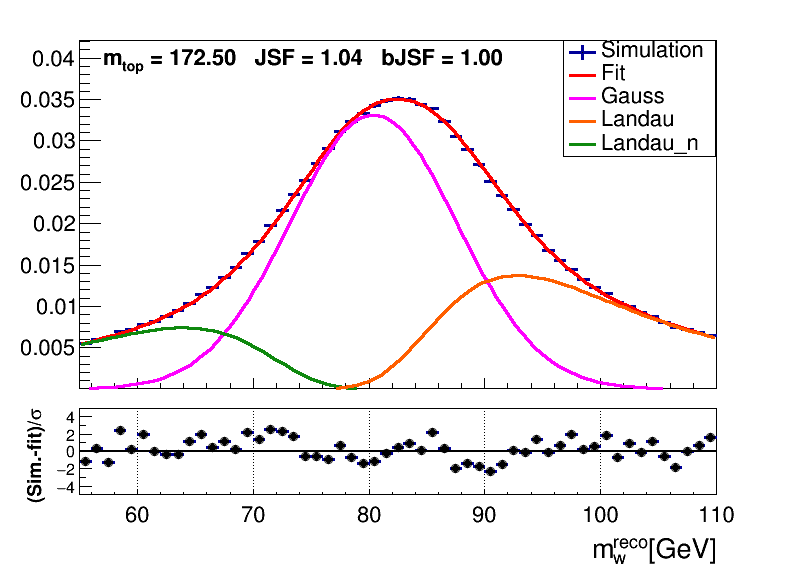 m_top = 172.50 JSF = 1.04 bJSF = 1.00
Simulation
Fit
Gauss
Landau
Landau_n
0.04
0.035
0.03
0.025
0.02
0.015
0.01
0.005
(Sim.-fit)/σ
4
2
0
−2
−4
60 70 80 90 100 110
m_w^reco[GeV]